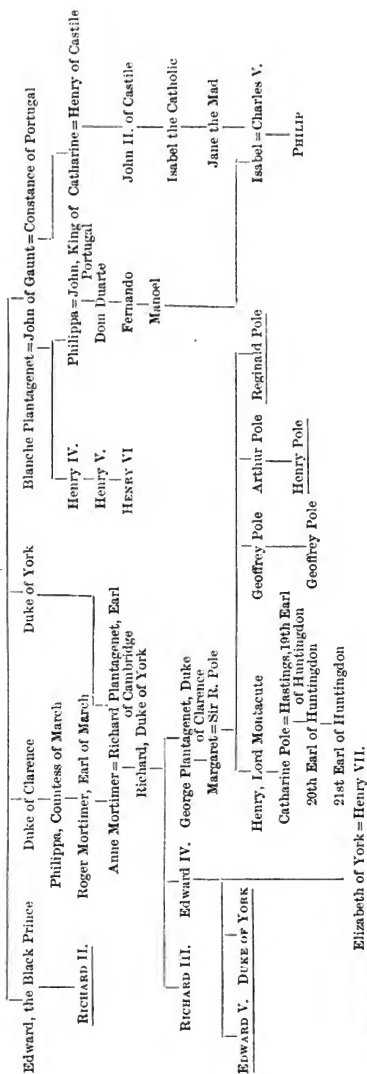 Edward, the Black Prince Duke of Clarence Duke of York Blanche Plantagenet=John of Gaunt=Constance of Portugal
RICHARD II.
Philippa, Countess of March
Roger Mortimer, Earl of March
Anne Mortimer=Richard Plantagenet, Earl
of Cambridge
Richard, Duke of York
Henry IV.
Henry V.
HENRY VI
Philippa=John, King of
Portugal
Dom Duarte
Fernando
Manoel
Catharine=Henry of Castile
John II. of Castile
Isabel the Catholic
Jane the Mad
Isabel=Charles V.
PHILIP
RICHARD III. Edward IV. George Plantagenet, Duke
of Clarence
Margaret=Sir R. Pole
EDWARD V. DUKE OF YORK
Elizabeth of York=Henry VII.
Henry, Lord Montacute
Catharine Pole=Hastings, 19th Earl
of Huntingdon
20th Earl of Huntingdon
21st Earl of Huntingdon
Geoffrey Pole
Geoffrey Pole
Arthur Pole
Henry Pole
Reginald Pole